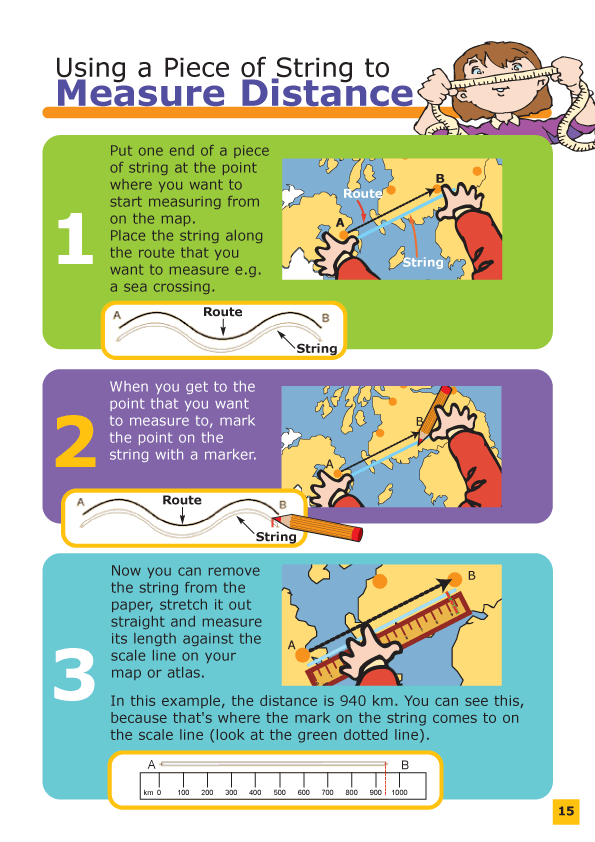 Using a Piece of String to
Measure Distance
1
Put one end of a piece
of string at the point
where you want to
start measuring from
on the map.
Place the string along
the route that you
want to measure e.g.
a sea crossing.
B
Route
A
String
A
Route
B
String
2
When you get to the
point that you want
to measure to, mark
the point on the
string with a marker.
B
A
A
Route
B
String
3
Now you can remove
the string from the
paper, stretch it out
straight and measure
its length against the
scale line on your
map or atlas.
B
A
In this example, the distance is 940 km. You can see this,
because that's where the mark on the string comes to on
the scale line (look at the green dotted line).
A B
km 0 100 200 300 400 500 600 700 800 900 1000
15